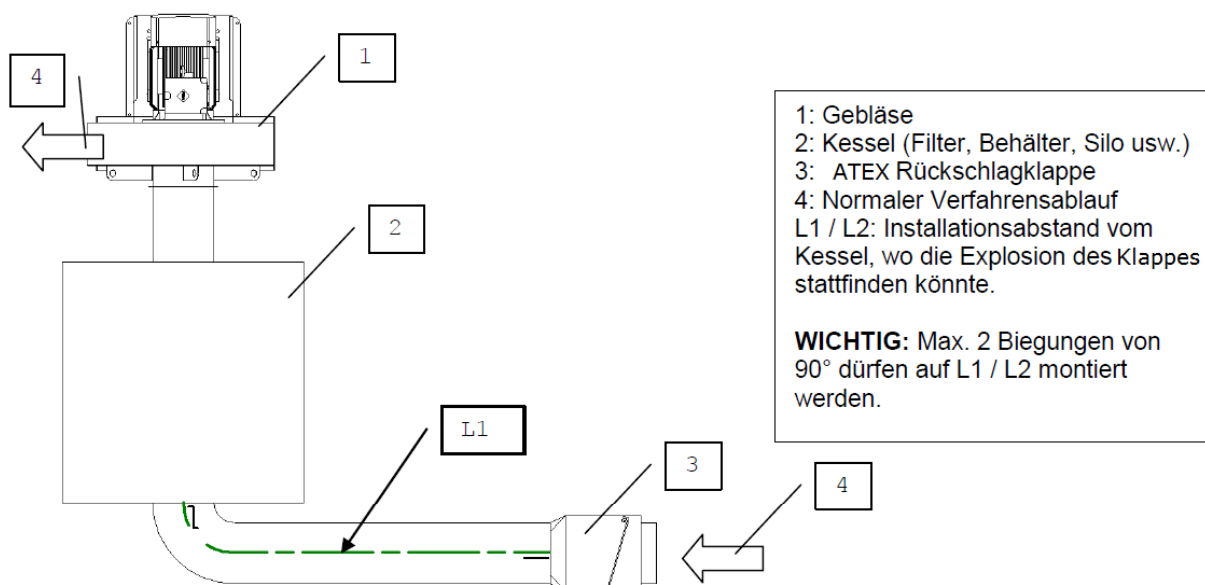 4
1
2
L1
3
4
1: Gebläse
2: Kessel (Filter, Behälter, Silo usw.)
3: ATEX Rückschlagklappe
4: Normaler Verfahrensablauf
L1 / L2: Installationsabstand vom
Kessel, wo die Explosion des Klappes
stattfinden könnte.
WICHTIG: Max. 2 Biegungen von
90° dürfen auf L1 / L2 montiert
werden.